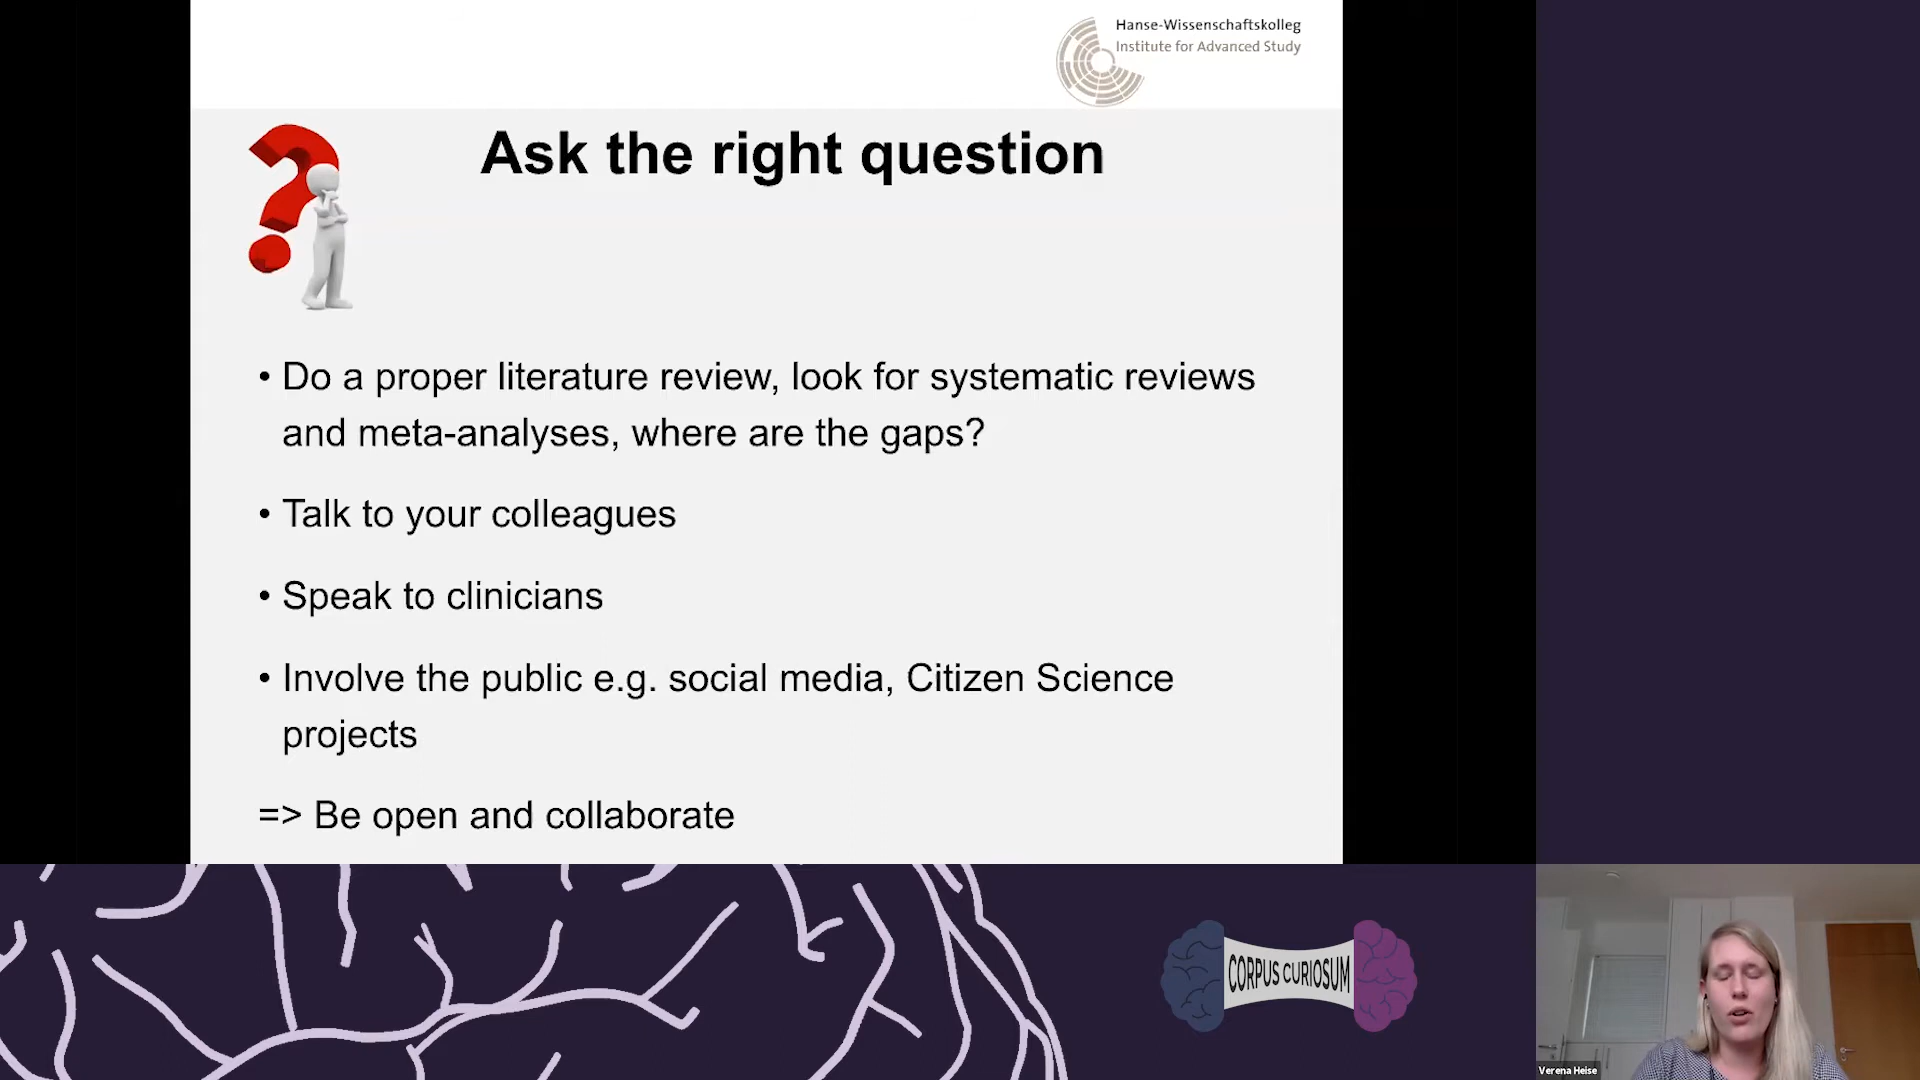 Hanse-Wissenschaftskolleg
Institute for Advanced Study
Ask the right question
• Do a proper literature review, look for systematic reviews
and meta-analyses, where are the gaps?
• Talk to your colleagues
• Speak to clinicians
• Involve the public e.g. social media, Citizen Science
projects
=> Be open and collaborate
CORPUS CURIOSUM
Verena Heise